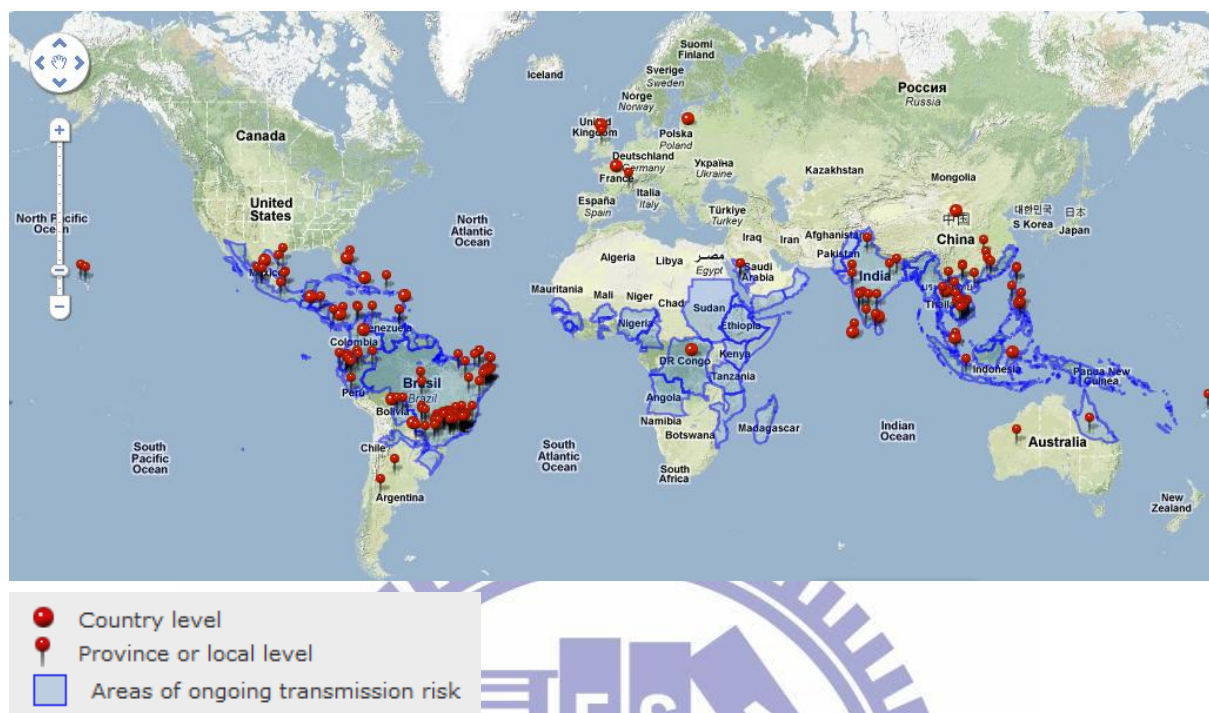 Suomi
Finland
Iceland
Sverige
Sweden
Norge
Norway
Россия
Russia
Canada
United
Kingdom
Polska
Poland
Deutschland
Germany
Україна
Ukraine
France
Kazakhstan
Mongolia
Italia
Italy
España
Spain
Türkiye
Turkey
North Pacific
Ocean
United
States
North
Atlantic
Ocean
中国
China
대한민국
S Korea
日本
Japan
Iraq
Iran
Afghanistan
Pakistan
Algeria
Libya
مصر
Egypt
Saudi
Arabia
India
Mexico
Mauritania
Mali
Niger
Chad
Sudan
Nigeria
Ethiopia
Venezuela
Colombia
DR Congo
Kenya
Tanzania
Indonesia
Papua New
Guinea
Brasil
Brazil
Peru
Bolivia
Angola
Namibia
Botswana
Madagascar
Chile
South
Pacific
Ocean
South
Atlantic
Ocean
Indian
Ocean
Australia
South
Africa
Argentina
New
Zealand
Country level
Province or local level
Areas of ongoing transmission risk